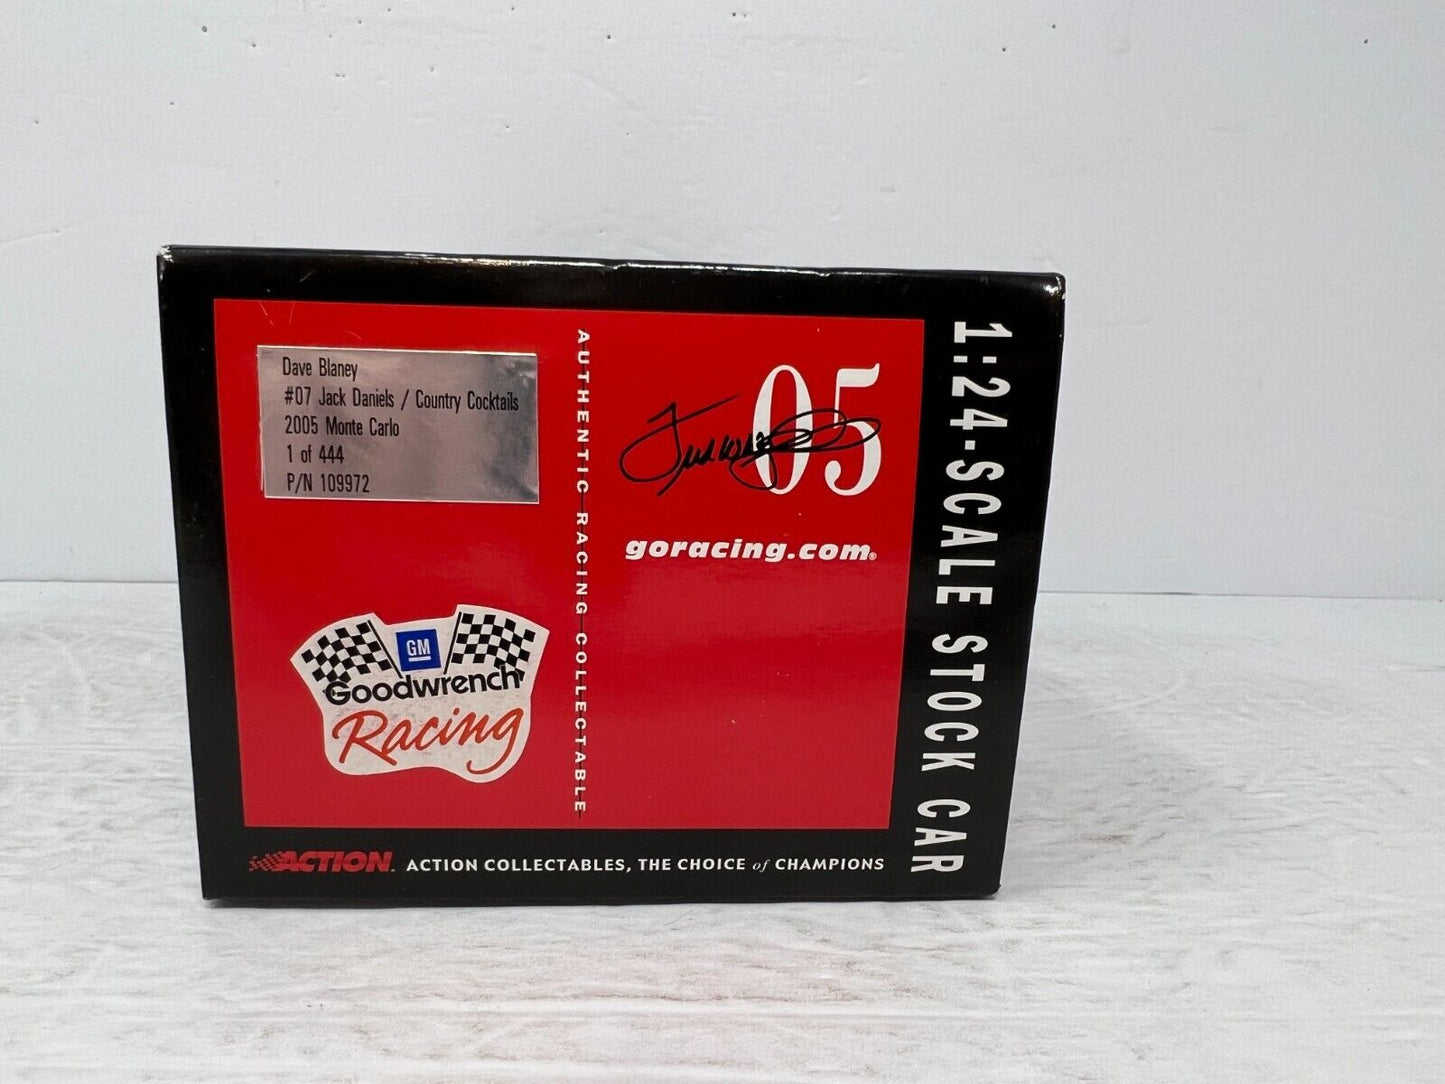 Dave Blaney
#07 Jack Daniels / Country Cocktails
2005 Monte Carlo
1 of 444
P/N 109972
GM
Goodwrench
Racing
AUTHENTIC RACING COLLECTABLE
05
goracing.com®
1:24-SCALE STOCK CAR
ACTION
ACTION COLLECTABLES, THE CHOICE of CHAMPIONS